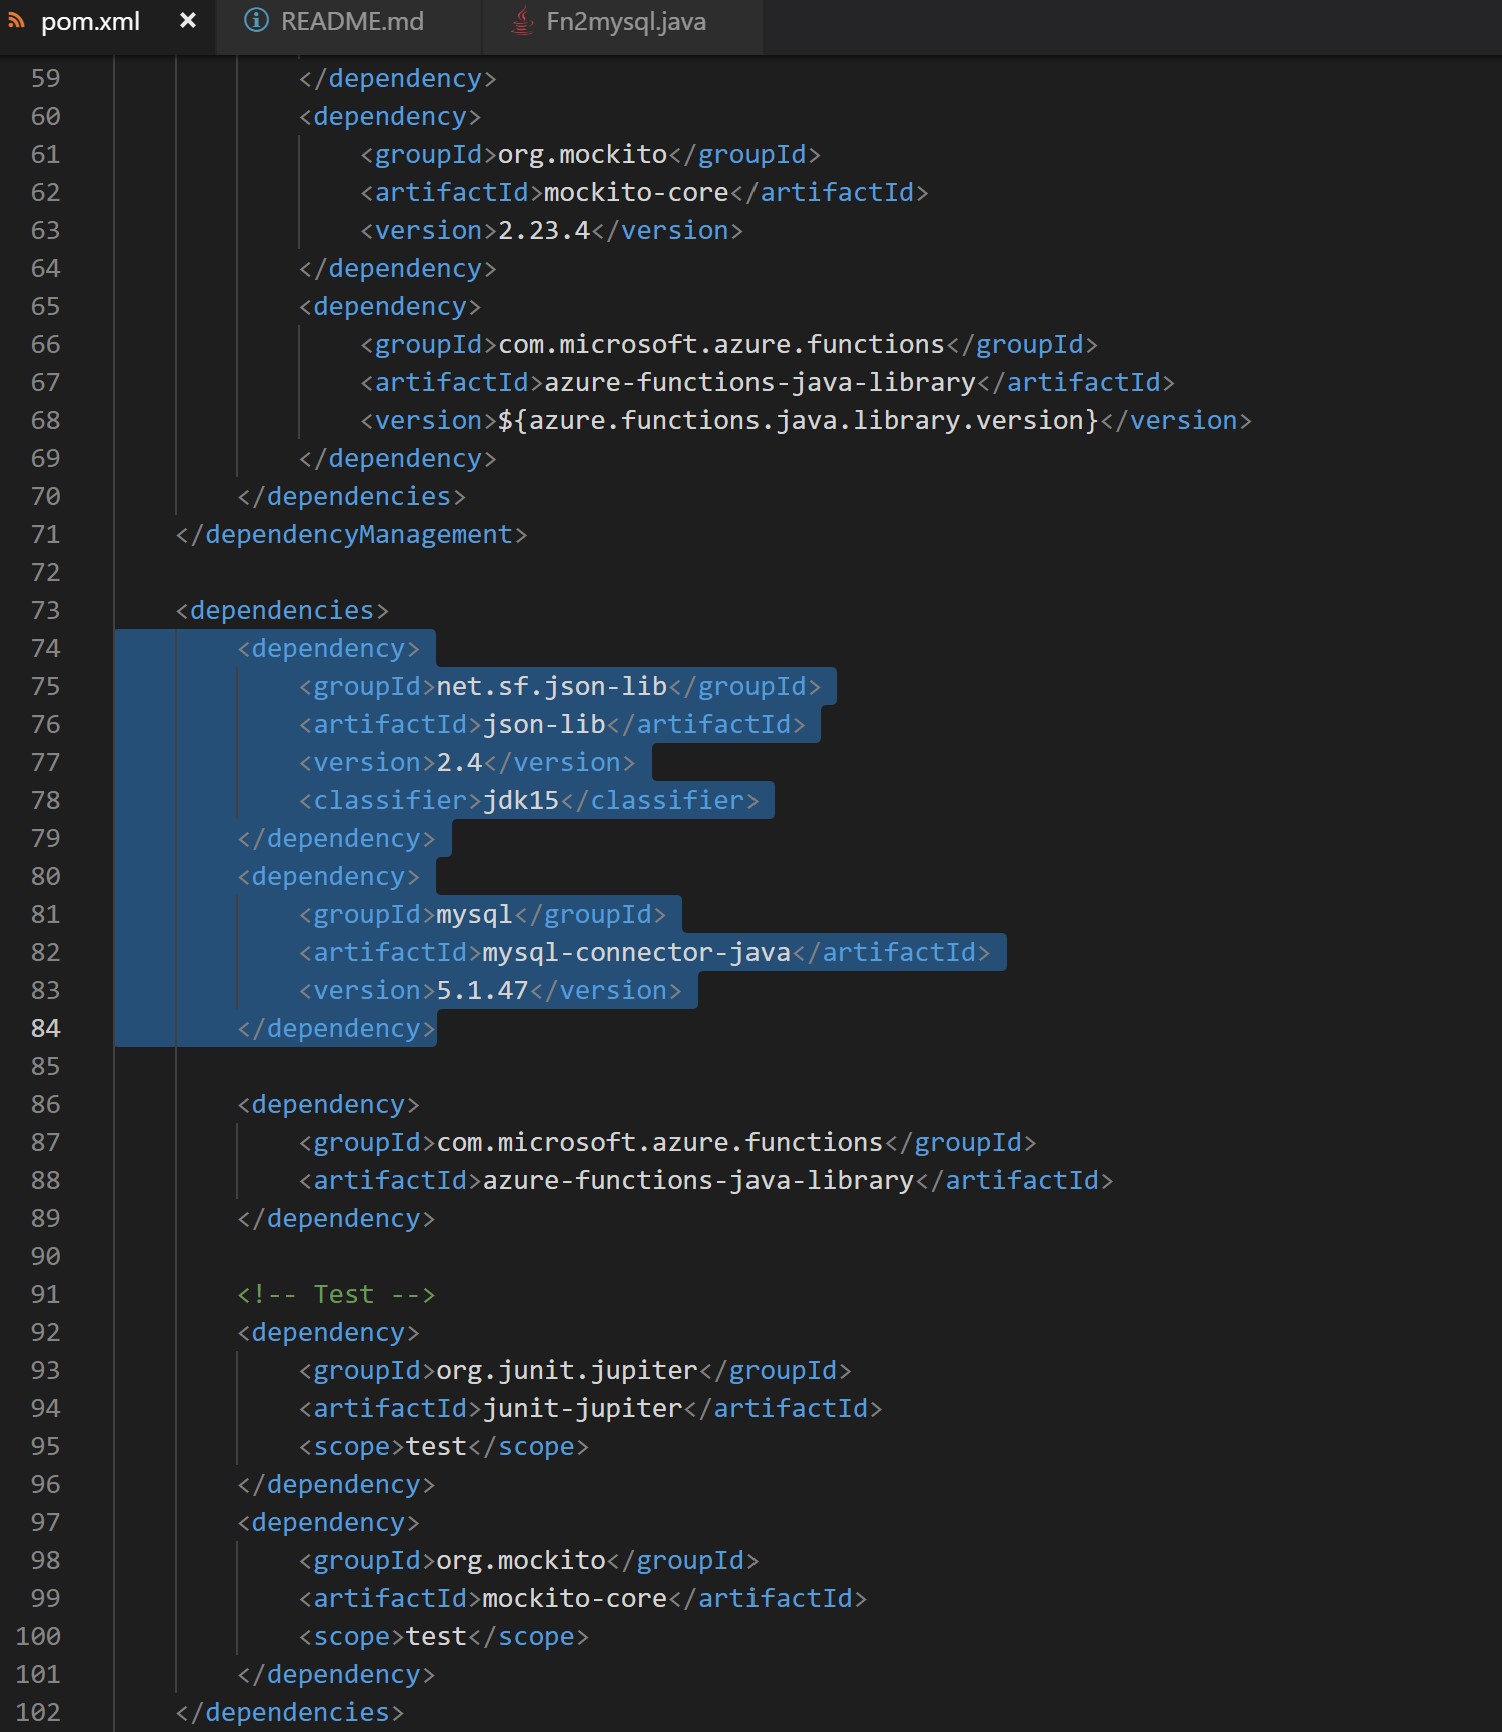 pom.xml × README.md Fn2mysql.java
59 </dependency>
60 <dependency>
61 <groupId>org.mockito</groupId>
62 <artifactId>mockito-core</artifactId>
63 <version>2.23.4</version>
64 </dependency>
65 <dependency>
66 <groupId>com.microsoft.azure.functions</groupId>
67 <artifactId>azure-functions-java-library</artifactId>
68 <version>${azure.functions.java.library.version}</version>
69 </dependency>
70 </dependencies>
71 </dependencyManagement>
72
73 <dependencies>
74 <dependency>
75 <groupId>net.sf.json-lib</groupId>
76 <artifactId>json-lib</artifactId>
77 <version>2.4</version>
78 <classifier>jdk15</classifier>
79 </dependency>
80 <dependency>
81 <groupId>mysql</groupId>
82 <artifactId>mysql-connector-java</artifactId>
83 <version>5.1.47</version>
84 </dependency>
85
86 <dependency>
87 <groupId>com.microsoft.azure.functions</groupId>
88 <artifactId>azure-functions-java-library</artifactId>
89 </dependency>
90
91 <!-- Test -->
92 <dependency>
93 <groupId>org.junit.jupiter</groupId>
94 <artifactId>junit-jupiter</artifactId>
95 <scope>test</scope>
96 </dependency>
97 <dependency>
98 <groupId>org.mockito</groupId>
99 <artifactId>mockito-core</artifactId>
100 <scope>test</scope>
101 </dependency>
102 </dependencies>